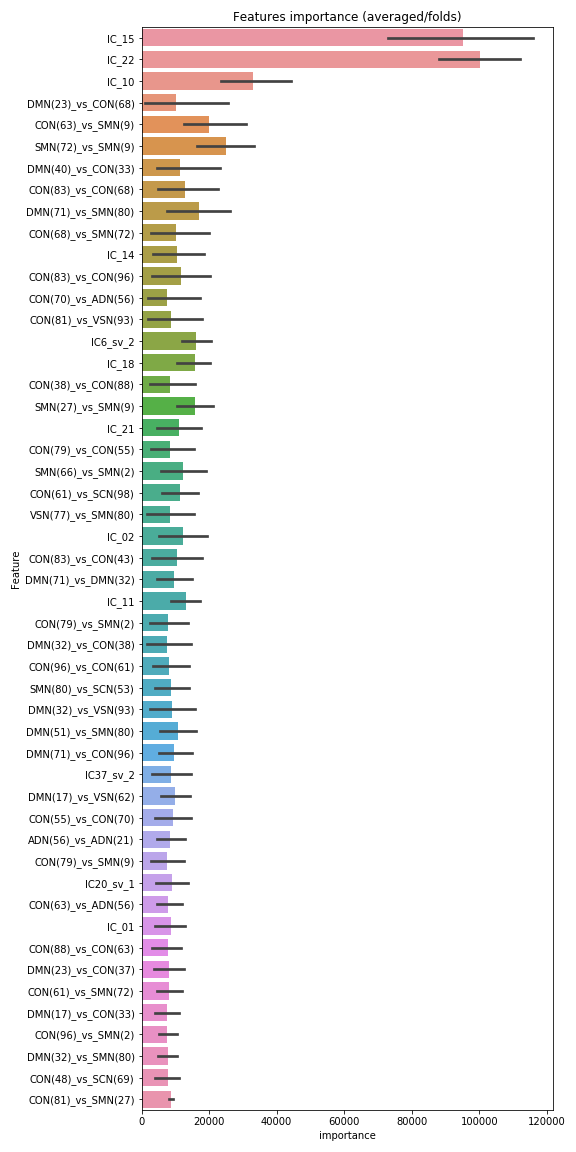 Features importance (averaged/folds)
IC_15
IC_22
IC_10
DMN(23)_vs_CON(68)
CON(63)_vs_SMN(9)
SMN(72)_vs_SMN(9)
DMN(40)_vs_CON(33)
CON(83)_vs_CON(68)
DMN(71)_vs_SMN(80)
CON(68)_vs_SMN(72)
IC_14
CON(83)_vs_CON(96)
CON(70)_vs_ADN(56)
CON(81)_vs_VSN(93)
IC6_sv_2
IC_18
CON(38)_vs_CON(88)
SMN(27)_vs_SMN(9)
IC_21
CON(79)_vs_CON(55)
SMN(66)_vs_SMN(2)
CON(61)_vs_SCN(98)
VSN(77)_vs_SMN(80)
IC_02
CON(83)_vs_CON(43)
DMN(71)_vs_DMN(32)
IC_11
CON(79)_vs_SMN(2)
DMN(32)_vs_CON(38)
CON(96)_vs_CON(61)
SMN(80)_vs_SCN(53)
DMN(32)_vs_VSN(93)
DMN(51)_vs_SMN(80)
DMN(71)_vs_CON(96)
IC37_sv_2
DMN(17)_vs_VSN(62)
CON(55)_vs_CON(70)
ADN(56)_vs_ADN(21)
CON(79)_vs_SMN(9)
IC20_sv_1
CON(63)_vs_ADN(56)
IC_01
CON(88)_vs_CON(63)
DMN(23)_vs_CON(37)
CON(61)_vs_SMN(72)
DMN(17)_vs_CON(33)
CON(96)_vs_SMN(2)
DMN(32)_vs_SMN(80)
CON(48)_vs_SCN(69)
CON(81)_vs_SMN(27)
Feature
0 20000 40000 60000 80000 100000 120000
importance